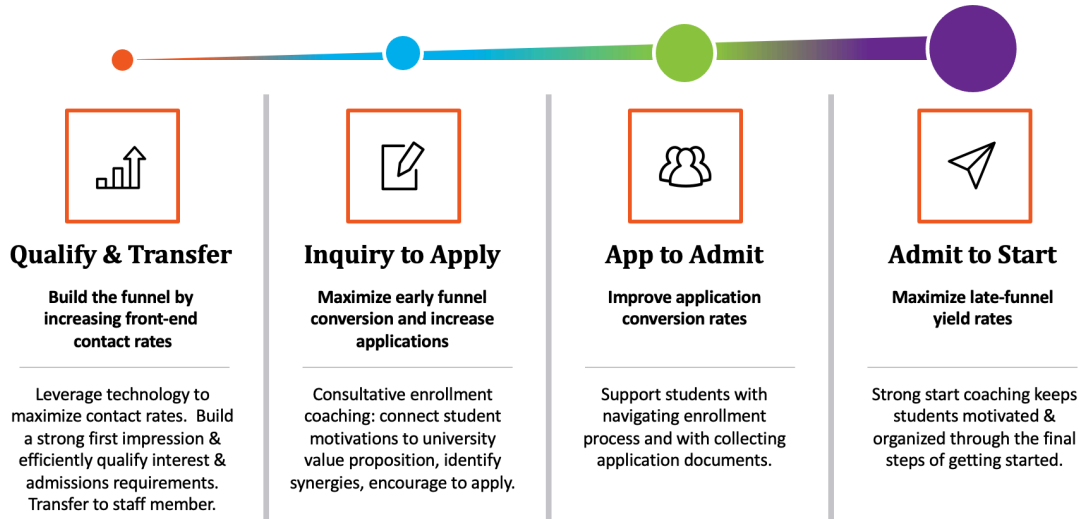 Qualify & Transfer
Build the funnel by
increasing front-end
contact rates
Leverage technology to
maximize contact rates.  Build
a strong first impression &
efficiently qualify interest &
admissions requirements.
Transfer to staff member.
Inquiry to Apply
Maximize early funnel
conversion and increase
applications
Consultative enrollment
coaching: connect student
motivations to university
value proposition, identify
synergies, encourage to apply.
App to Admit
Improve application
conversion rates
Support students with
navigating enrollment
process and with collecting
application documents.
Admit to Start
Maximize late-funnel
yield rates
Strong start coaching keeps
students motivated &
organized through the final
steps of getting started.